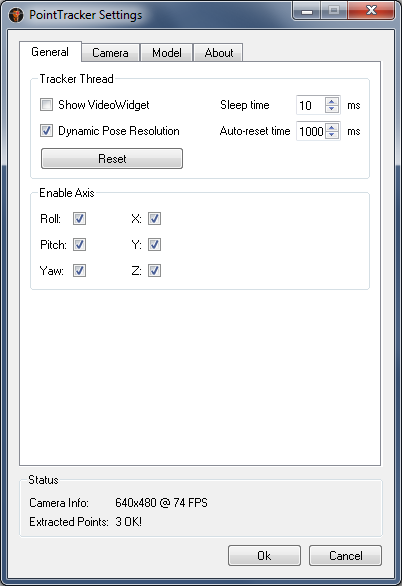 PointTracker Settings
General Camera Model About
Tracker Thread
Show VideoWidget Sleep time 10 ms
Dynamic Pose Resolution Auto-reset time 1000 ms
Reset
Enable Axis
Roll: X:
Pitch: Y:
Yaw: Z:
Status
Camera Info: 640x480 @ 74 FPS
Extracted Points: 3 OK!
Ok Cancel